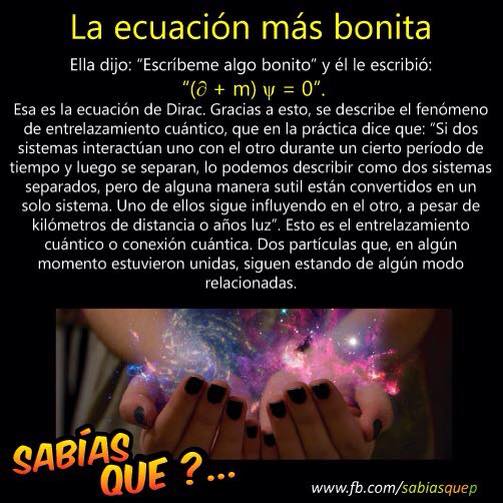 La ecuación más bonita
Ella dijo: "Escríbeme algo bonito" y él le escribió:
"(∂ + m) ψ = 0".
Esa es la ecuación de Dirac. Gracias a esto, se describe el fenómeno
de entrelazamiento cuántico, que en la práctica dice que: "Si dos
sistemas interactúan uno con el otro durante un cierto período de
tiempo y luego se separan, lo podemos describir como dos sistemas
separados, pero de alguna manera sutil están convertidos en un
solo sistema. Uno de ellos sigue influyendo en el otro, a pesar de
kilómetros de distancia o años luz". Esto es el entrelazamiento
cuántico o conexión cuántica. Dos partículas que, en algún
momento estuvieron unidas, siguen estando de algún modo
relacionadas.
SABÍAS
QUE ?...
www.fb.com/sabiasquep